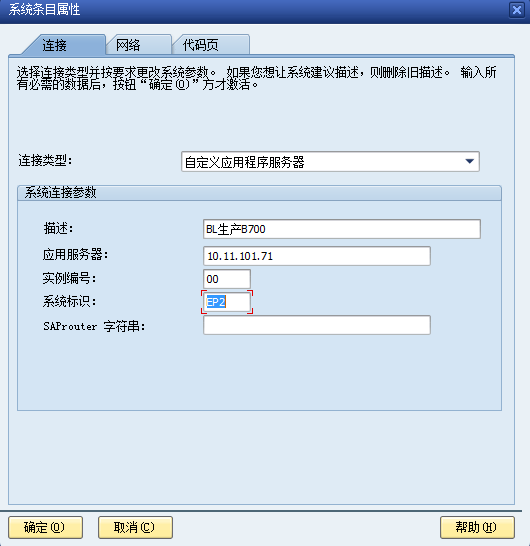 系统条目属性
连接
网络
代码页
选择连接类型并按要求更改系统参数。 如果您想让系统建议描述，则删除旧描述。 输入所
有必需的数据后，按钮“确定(O)”方才激活。
连接类型:
自定义应用程序服务器
系统连接参数
描述:
BL生产B700
应用服务器:
10.11.101.71
实例编号:
00
系统标识:
EP2
SAProuter 字符串:
确定(O)
取消(C)
帮助(H)